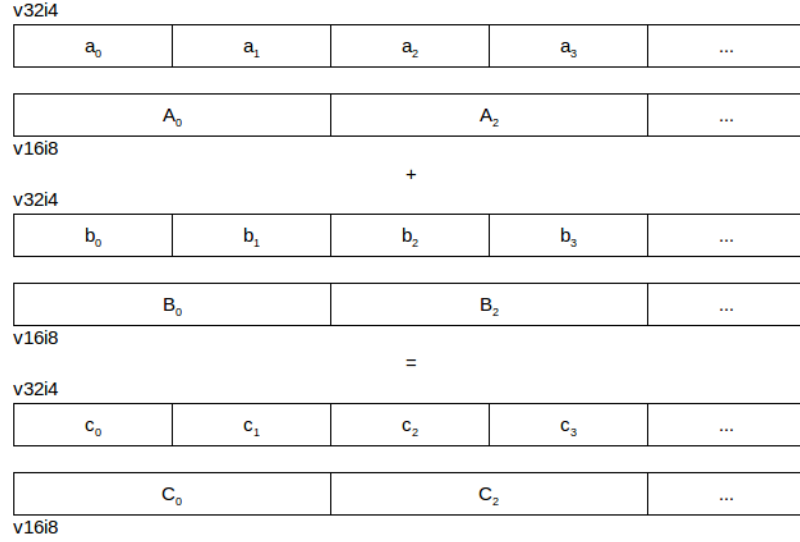 v32i4
a₀ a₁ a₂ a₃ ...
A₀ A₂ ...
v16i8
+
v32i4
b₀ b₁ b₂ b₃ ...
B₀ B₂ ...
v16i8
=
v32i4
c₀ c₁ c₂ c₃ ...
C₀ C₂ ...
v16i8